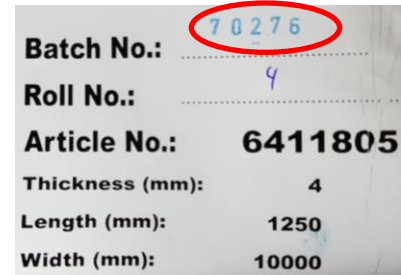 Batch No.: 70276
Roll No.: 4
Article No.: 6411805
Thickness (mm): 4
Length (mm): 1250
Width (mm): 10000